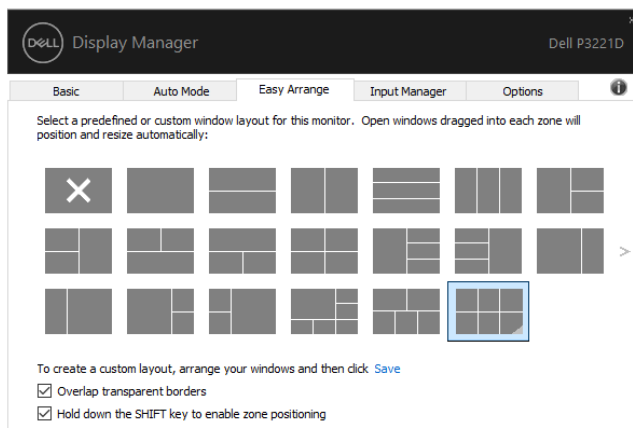 DELL Display Manager Dell P3221D
Basic Auto Mode Easy Arrange Input Manager Options
Select a predefined or custom window layout for this monitor. Open windows dragged into each zone will
position and resize automatically:
To create a custom layout, arrange your windows and then click Save
Overlap transparent borders
Hold down the SHIFT key to enable zone positioning